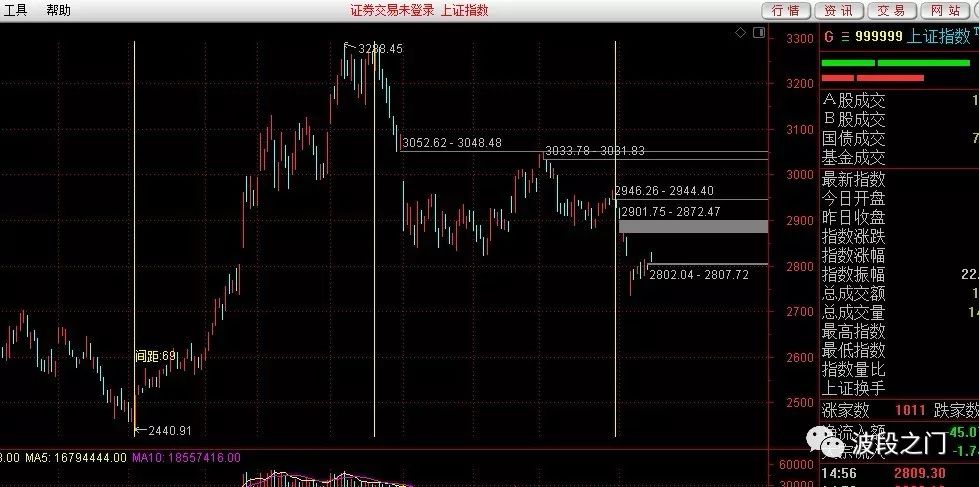 工具 帮助 证券交易未登录 上证指数 行情 资讯 交易 网站
3300
3200
3100
3000
2900
2800
2700
2600
2500
60000
30000
3288.45
3052.62 - 3048.48
3033.78 - 3031.83
2946.26 - 2944.40
2901.75 - 2872.47
2802.04 - 2807.72
间距:69
2440.91
8.00 MA5: 16794444.00 MA10: 18557416.00
G 999999 上证指数
A股成交 1
B股成交
国债成交 7
基金成交
最新指数
今日开盘
昨日收盘
指数涨跌
指数涨幅
指数振幅 22.
总成交额 1
总成交量 14
最高指数
最低指数
指数量比
上证换手
涨家数 1011 跌家数
净流入额 -45.0
-1.7
波段之门
14:56 2809.30